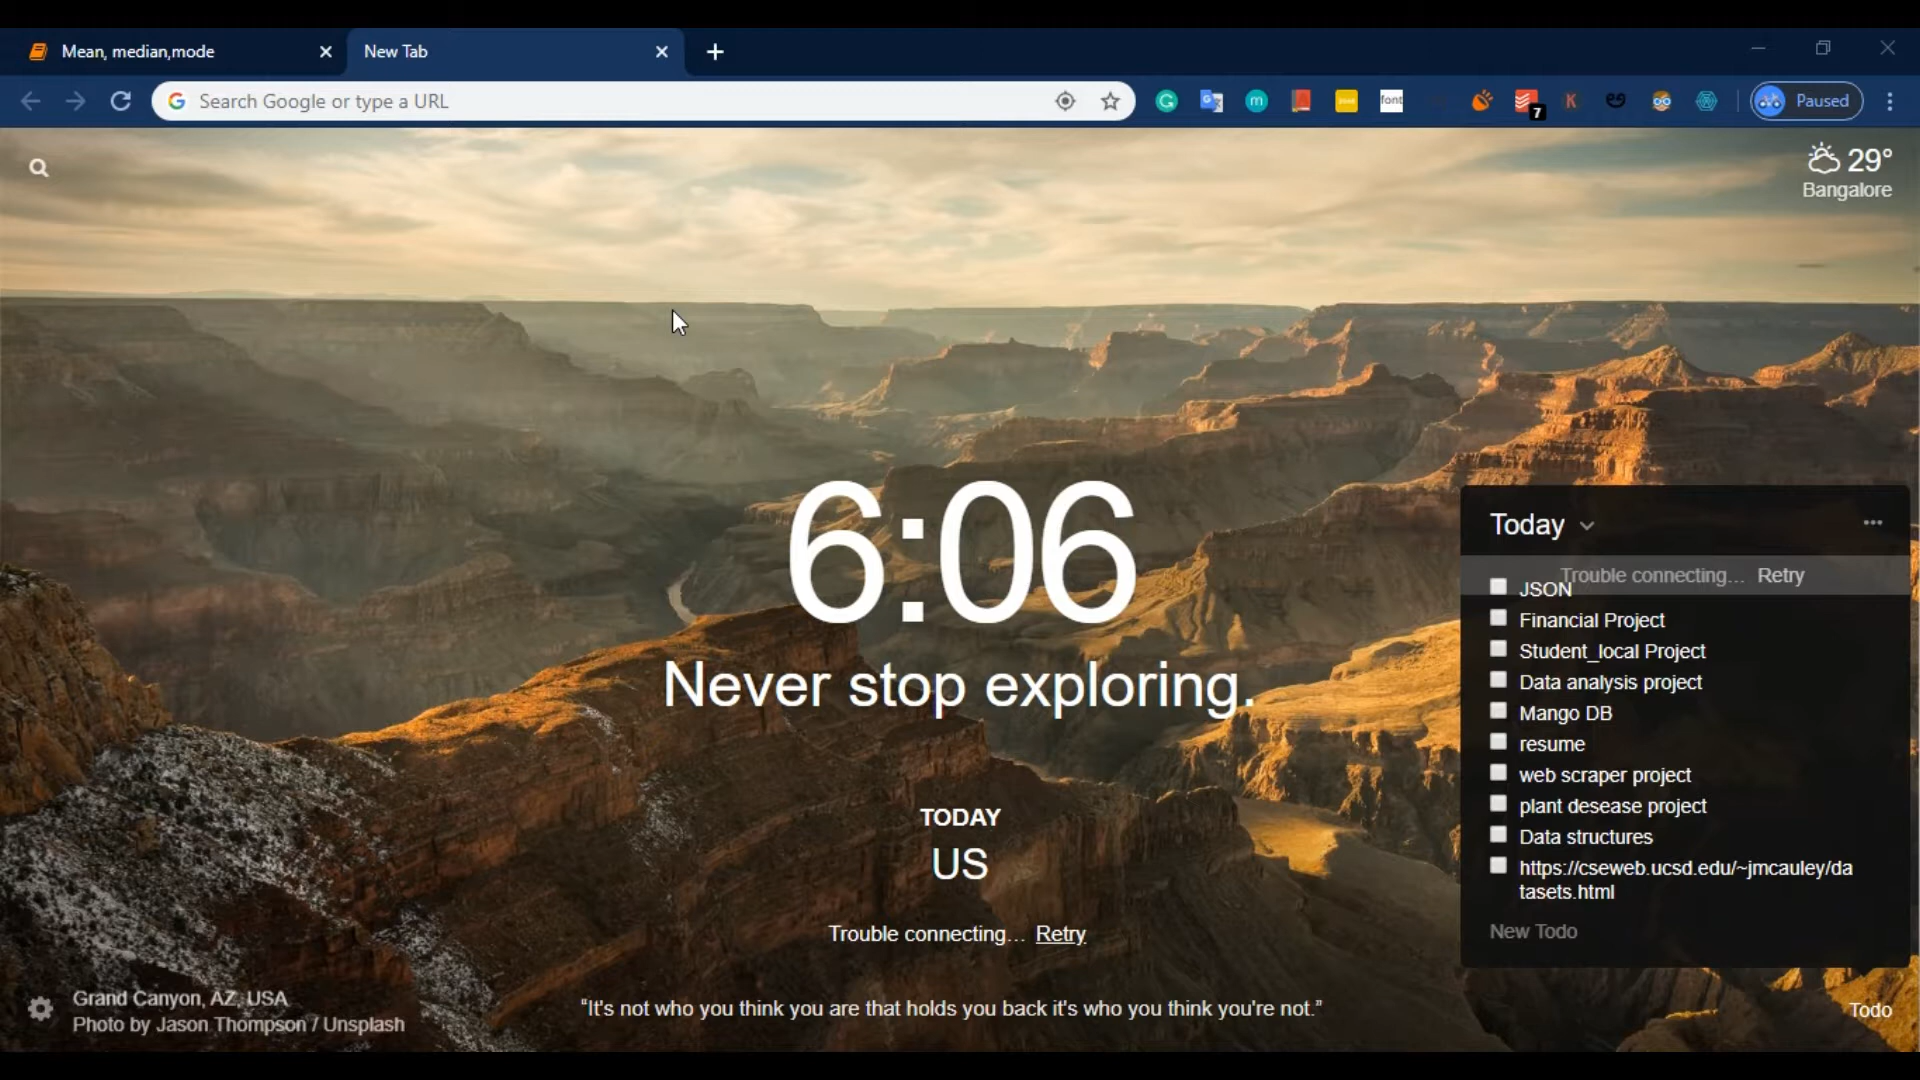 Mean, median,mode
New Tab
Search Google or type a URL
font
7
K
Paused
29°
Bangalore
6:06
Never stop exploring.
TODAY
US
Trouble connecting... Retry
Today
Trouble connecting... Retry
JSON
Financial Project
Student_local Project
Data analysis project
Mango DB
resume
web scraper project
plant desease project
Data structures
https://cseweb.ucsd.edu/~jmcauley/da
tasets.html
New Todo
Grand Canyon, AZ, USA
Photo by Jason Thompson / Unsplash
“It's not who you think you are that holds you back it's who you think you're not.”
Todo